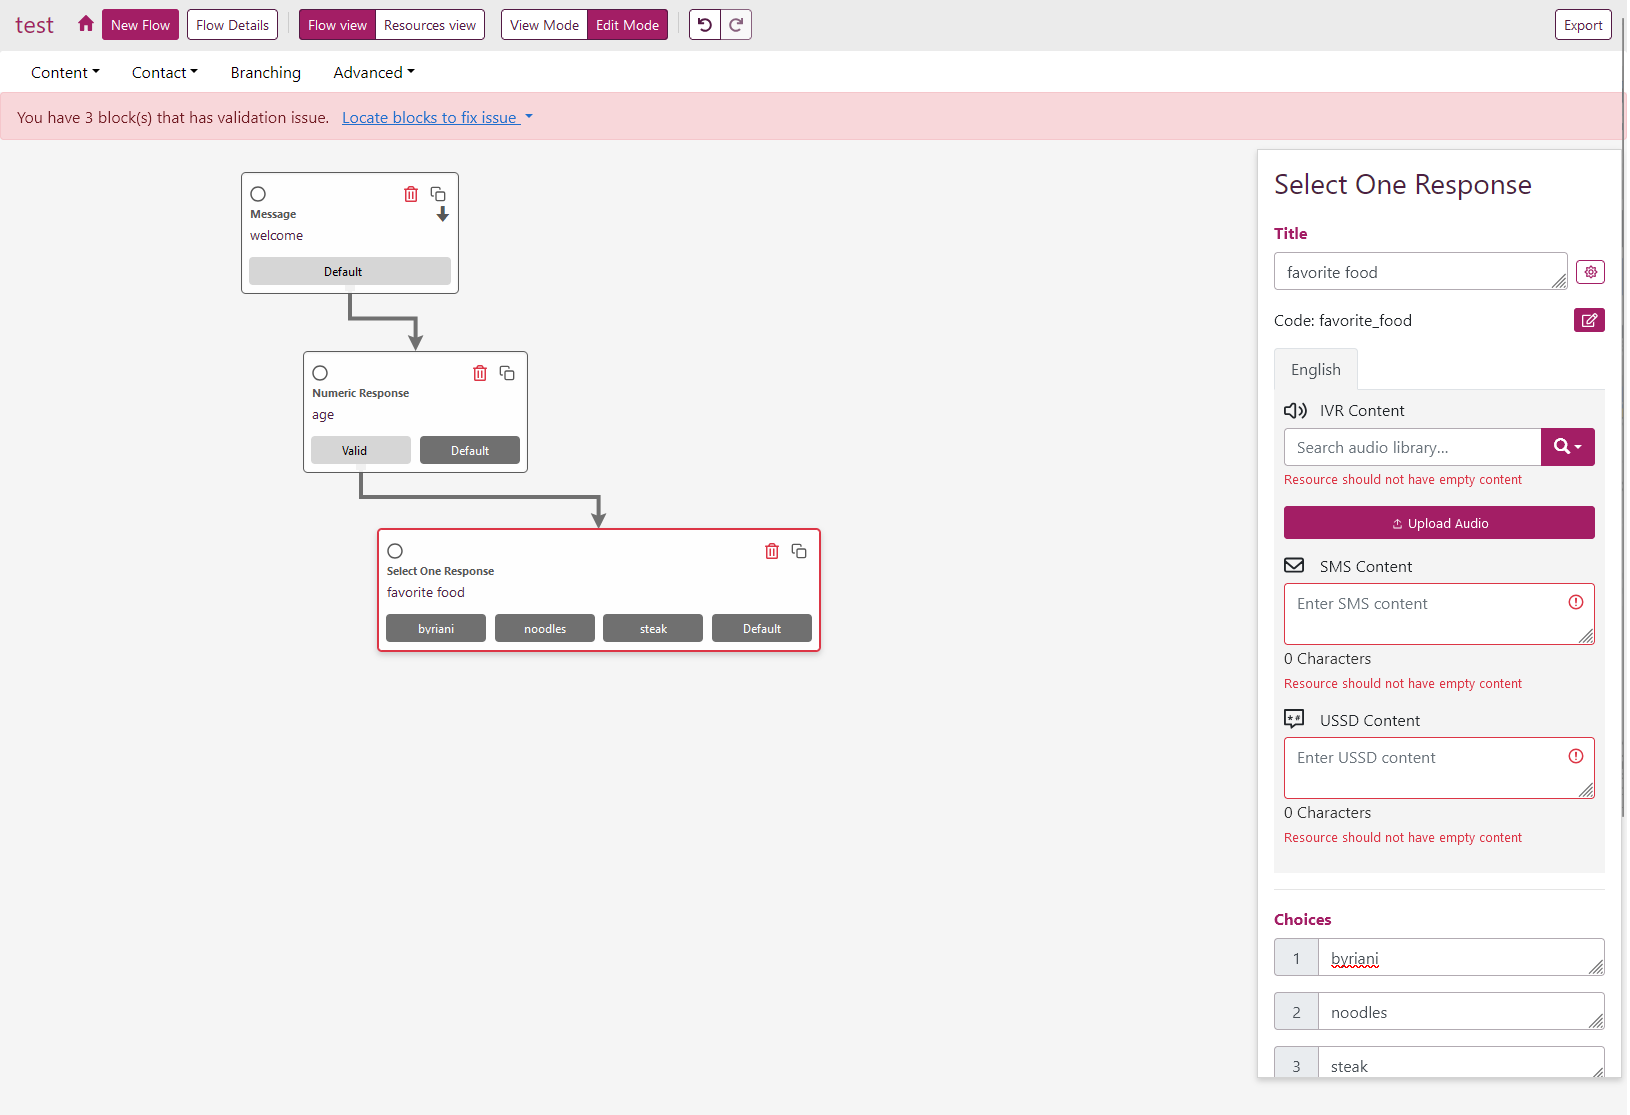 test New Flow Flow Details Flow view Resources view View Mode Edit Mode Export
Content Contact Branching Advanced
You have 3 block(s) that has validation issue. Locate blocks to fix issue
Message
welcome
Default
Numeric Response
age
Valid Default
Select One Response
favorite food
byriani noodles steak Default
Select One Response
Title
favorite food
Code: favorite_food
English
IVR Content
Search audio library...
Resource should not have empty content
Upload Audio
SMS Content
Enter SMS content
0 Characters
Resource should not have empty content
*# USSD Content
Enter USSD content
0 Characters
Resource should not have empty content
Choices
1 byriani
2 noodles
3 steak